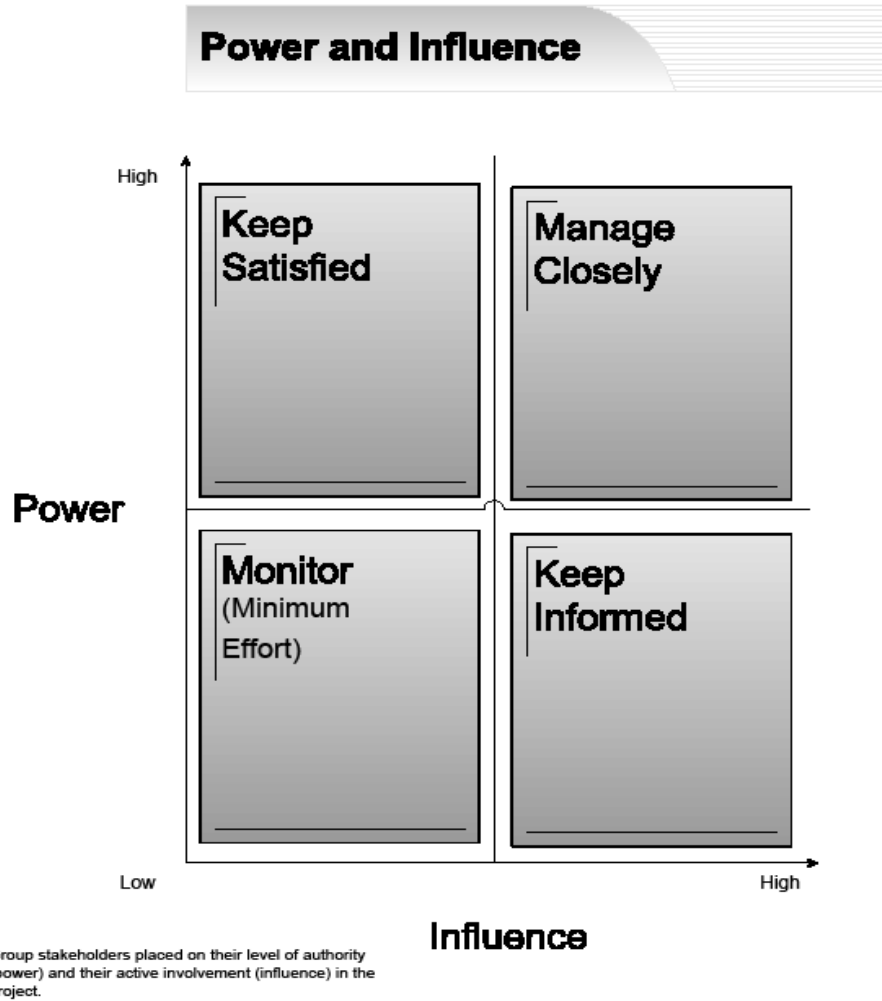 Power and Influence
High
Keep
Satisfied
Manage
Closely
Power
Monitor
(Minimum
Effort)
Keep
Informed
Low
High
Influence
roup stakeholders placed on their level of authority
power) and their active involvement (influence) in the
roject.